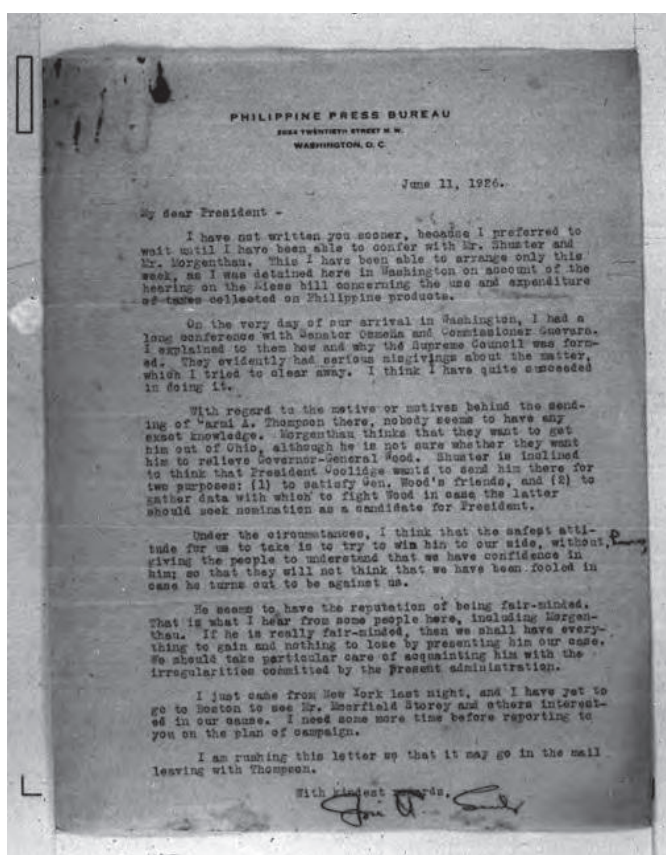 PHILIPPINE PRESS BUREAU
2034 TWENTIETH STREET N. W.
WASHINGTON, D. C.
June 11, 1926.
My dear President -
I have not written you sooner, because I preferred to
wait until I have been able to confer with Mr. Shuster and
Mr. Morgenthau. This I have been able to arrange only this
week, as I was detained here in Washington on account of the
hearing on the Kiess bill concerning the use and expenditure
of taxes collected on Philippine products.
On the very day of our arrival in Washington, I had a
long conference with Senator Osmeña and Commissioner Guevara.
I explained to them how and why the Supreme Council was form-
ed. They evidently had serious misgivings about the matter,
which I tried to clear away. I think I have quite succeeded
in doing it.
With regard to the motive or motives behind the send-
ing of Carmi A. Thompson there, nobody seems to have any
exact knowledge. Morgenthau thinks that they want to get
him out of Ohio, although he is not sure whether they want
him to relieve Governor-General Wood. Shuster is inclined
to think that President Coolidge wants to send him there for
two purposes: (1) to satisfy Gen. Wood's friends, and (2) to
gather data with which to fight Wood in case the latter
should seek nomination as a candidate for President.
Under the circumstances, I think that the safest atti-
tude for us to take is to try to win him to our side, without,
giving the people to understand that we have confidence in
him; so that they will not think that we have been fooled in
case he turns out to be against us.
He seems to have the reputation of being fair-minded.
That is what I hear from some people here, including Morgen-
thau. If he is really fair-minded, then we shall have every-
thing to gain and nothing to lose by presenting him our case.
We should take particular care of acquainting him with the
irregularities committed by the present administration.
I just came from New York last night, and I have yet to
go to Boston to see Mr. Moorfield Storey and others interest-
ed in our cause. I need some more time before reporting to
you on the plan of campaign.
I am rushing this letter so that it may go in the mail
leaving with Thompson.
With kindest regards,